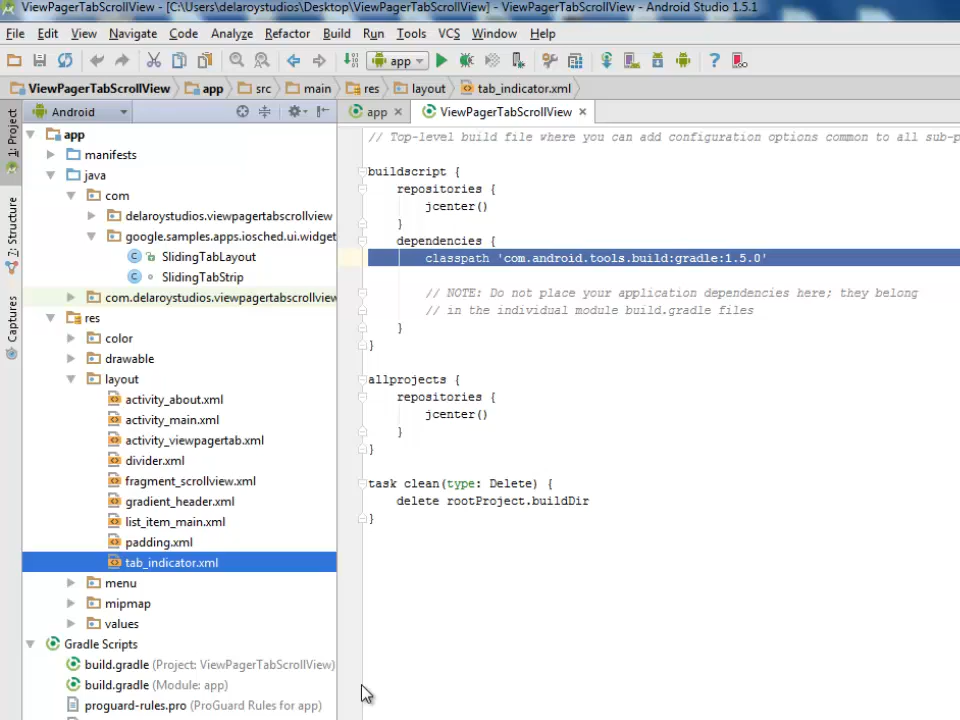 ViewPagerTabScrollView - [C:\Users\delaroystudios\Desktop\ViewPagerTabScrollView] - ViewPagerTabScrollView - Android Studio 1.5.1
File Edit View Navigate Code Analyze Refactor Build Run Tools VCS Window Help
app
ViewPagerTabScrollView app src main res layout tab_indicator.xml
1: Project
7: Structure
Captures
Android
app
manifests
java
com
delaroystudios.viewpagertabscrollview
google.samples.apps.iosched.ui.widget
SlidingTabLayout
SlidingTabStrip
com.delaroystudios.viewpagertabscrollview
res
color
drawable
layout
activity_about.xml
activity_main.xml
activity_viewpagertab.xml
divider.xml
fragment_scrollview.xml
gradient_header.xml
list_item_main.xml
padding.xml
tab_indicator.xml
menu
mipmap
values
Gradle Scripts
build.gradle (Project: ViewPagerTabScrollView)
build.gradle (Module: app)
proguard-rules.pro (ProGuard Rules for app)
app ViewPagerTabScrollView
// Top-level build file where you can add configuration options common to all sub-p
buildscript {
repositories {
jcenter()
}
dependencies {
classpath 'com.android.tools.build:gradle:1.5.0'
// NOTE: Do not place your application dependencies here; they belong
// in the individual module build.gradle files
}
}
allprojects {
repositories {
jcenter()
}
}
task clean(type: Delete) {
delete rootProject.buildDir
}